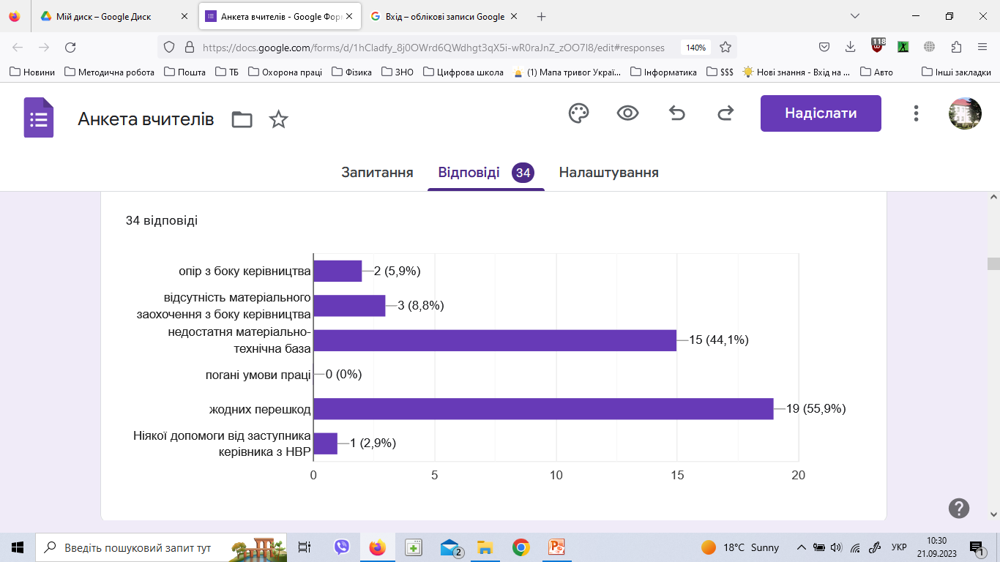 Мій диск – Google Диск
Анкета вчителів - Google Фор
Вхід – облікові записи Google
https://docs.google.com/forms/d/1hCladfy_8j0OWrd6QWdhgt3qX5i-wR0raJnZ_zOO7l8/edit#responses
140%
118
Новини
Методична робота
Пошта
ТБ
Охорона праці
Фізика
ЗНО
Цифрова школа
(1) Мапа тривог Украї...
Інформатика
$$$
Нові знання - Вхід на ...
Авто
Інші закладки
Анкета вчителів
Надіслати
Запитання
Відповіді 34
Налаштування
34 відповіді
опір з боку керівництва
2 (5,9%)
відсутність матеріального
заохочення з боку керівництва
3 (8,8%)
недостатня матеріально-
технічна база
15 (44,1%)
погані умови праці
0 (0%)
жодних перешкод
19 (55,9%)
Ніякої допомоги від заступника
керівника з НВР
1 (2,9%)
0 5 10 15 20
Введіть пошуковий запит тут
2
18°C Sunny
УКР
10:30
21.09.2023
1